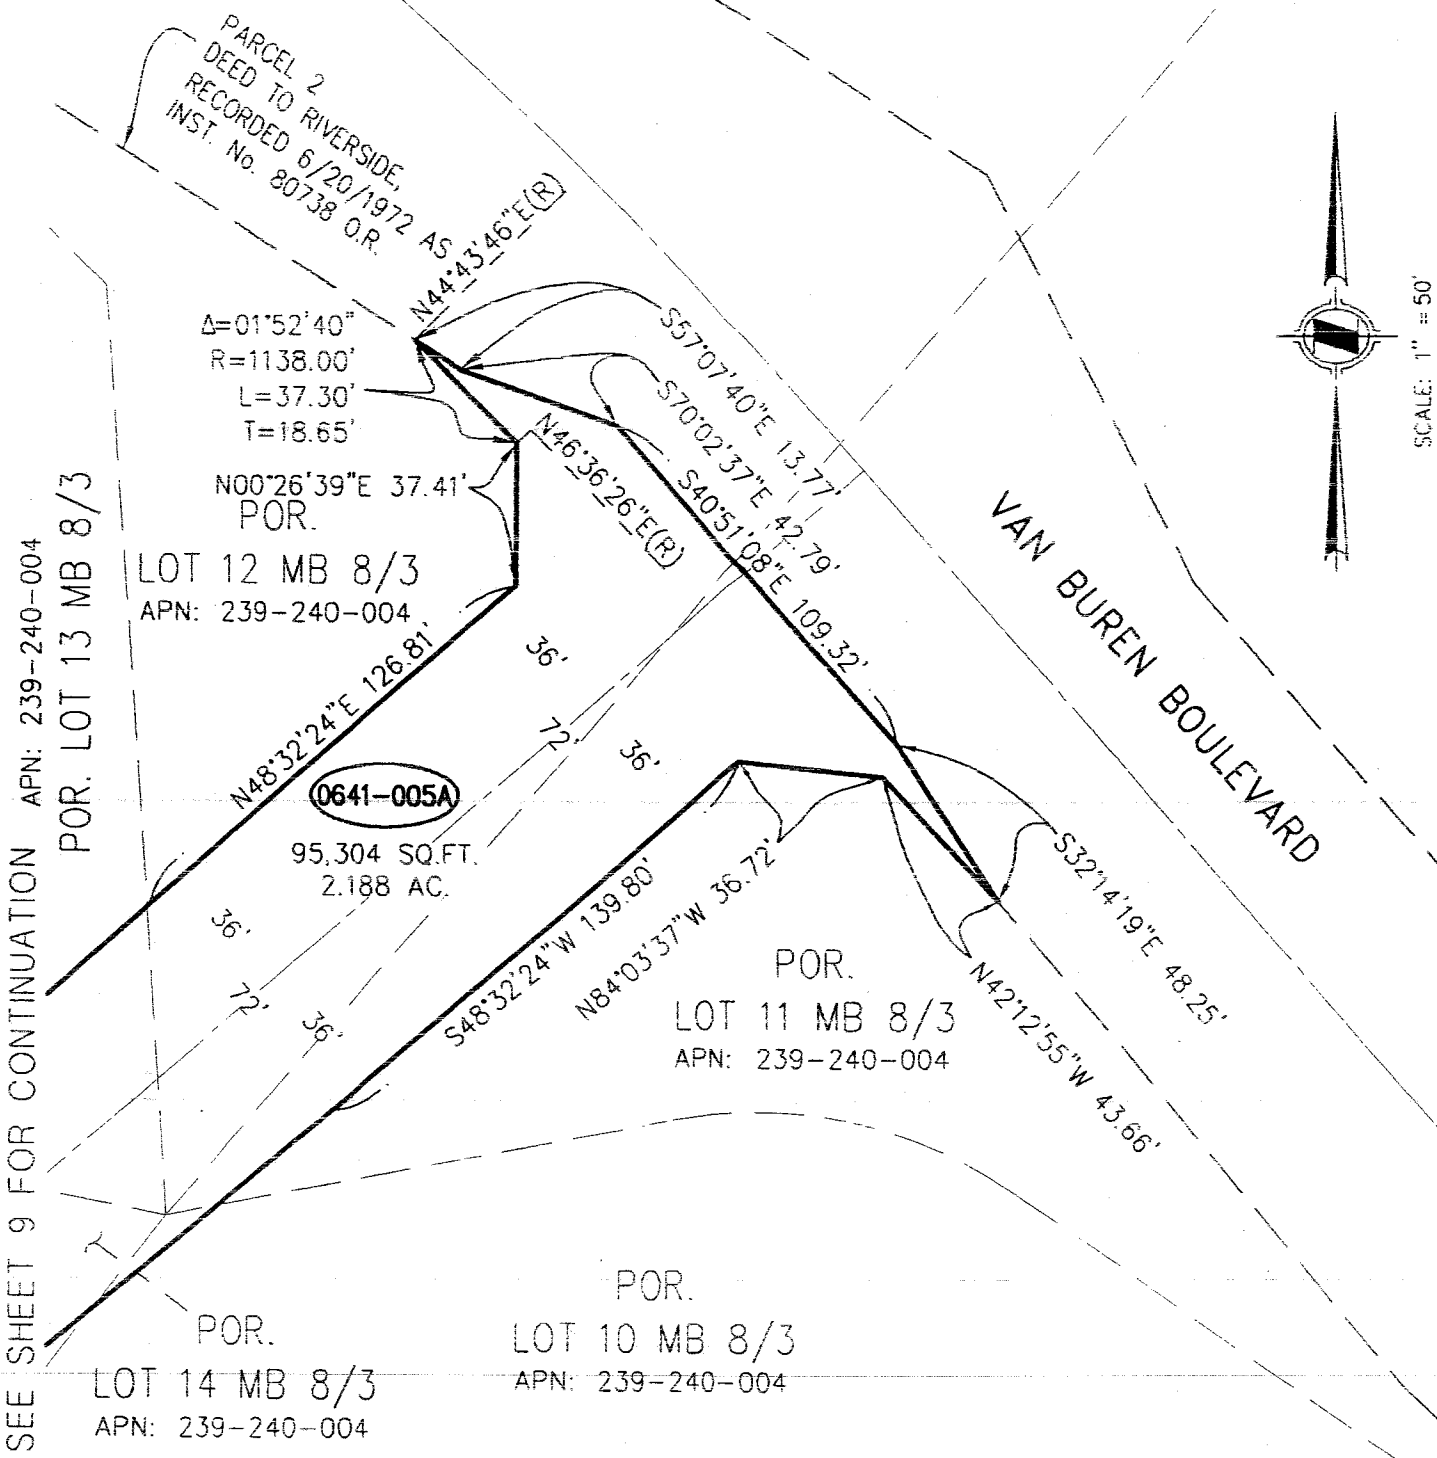 PARCEL 2
DEED TO RIVERSIDE,
RECORDED 6/20/1972 AS
INST. No. 80738 O.R.
N44°43'46"E(R)
Δ=01°52'40"
R=1138.00'
L=37.30'
T=18.65'
N00°26'39"E 37.41'
POR.
LOT 12 MB 8/3
APN: 239-240-004
S57°07'40"E 13.77'
S70°02'37"E 42.79'
S40°51'08"E 109.32'
N46°36'26"E(R)
SCALE: 1" = 50'
VAN BUREN BOULEVARD
APN: 239-240-004
POR. LOT 13 MB 8/3
N48°32'24"E 126.81'
36'
72'
36'
0641-005A
95,304 SQ.FT.
2.188 AC.
36'
72'
36'
S48°32'24"W 139.80'
N84°03'37"W 36.72'
S32°14'19"E 48.25'
N42°12'55"W 43.66'
POR.
LOT 11 MB 8/3
APN: 239-240-004
SEE SHEET 9 FOR CONTINUATION
POR.
LOT 14 MB 8/3
APN: 239-240-004
POR.
LOT 10 MB 8/3
APN: 239-240-004